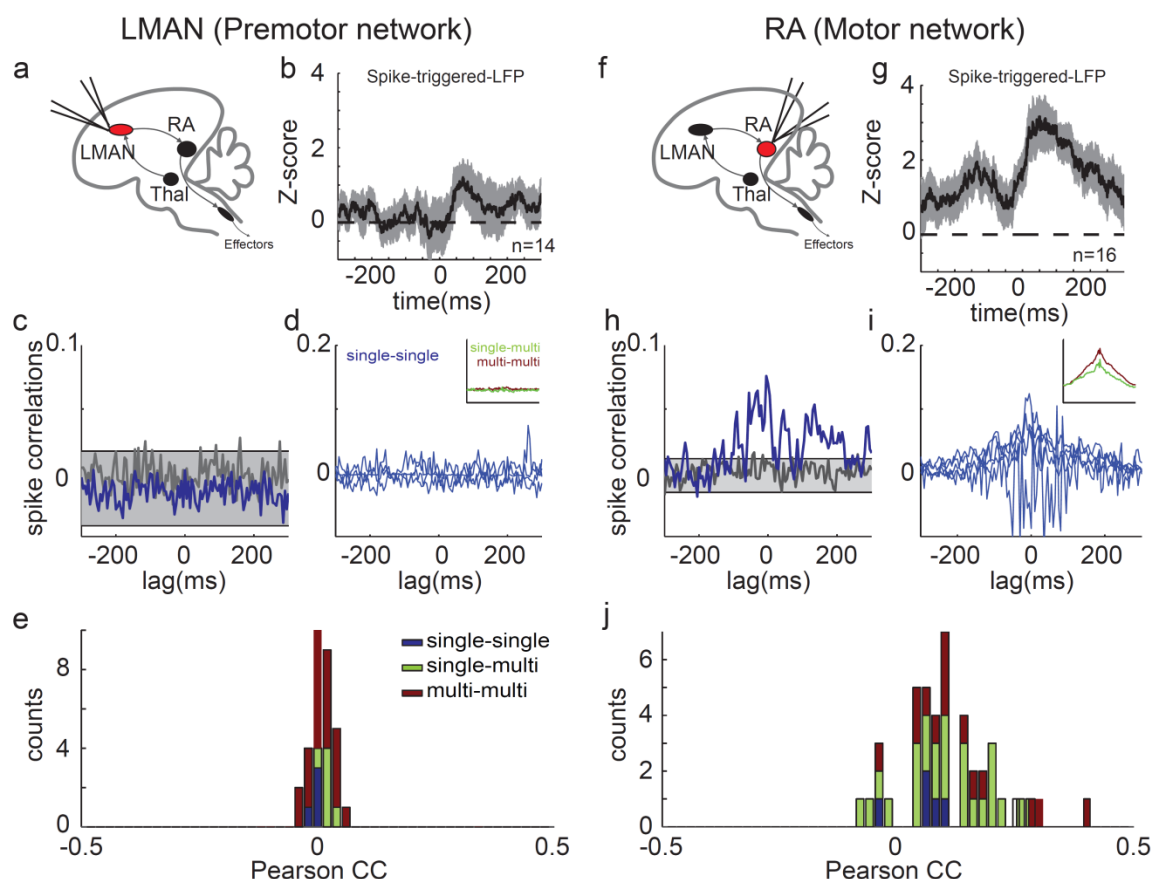 LMAN (Premotor network)
RA (Motor network)
a
LMAN
RA
Thal
Effectors
b
Spike-triggered-LFP
Z-score
4
2
0
n=14
-200
0
200
time(ms)
f
LMAN
RA
Thal
Effectors
g
Spike-triggered-LFP
Z-score
4
2
0
n=16
-200
0
200
time(ms)
c
spike correlations
0.1
0
-200
0
200
lag(ms)
d
0.2
0
single-single
single-multi
multi-multi
-200
0
200
lag(ms)
h
spike correlations
0.1
0
-200
0
200
lag(ms)
i
0.2
0
-200
0
200
lag(ms)
e
counts
8
4
0
single-single
single-multi
multi-multi
-0.5
0
0.5
Pearson CC
j
counts
6
4
2
0
-0.5
0
0.5
Pearson CC